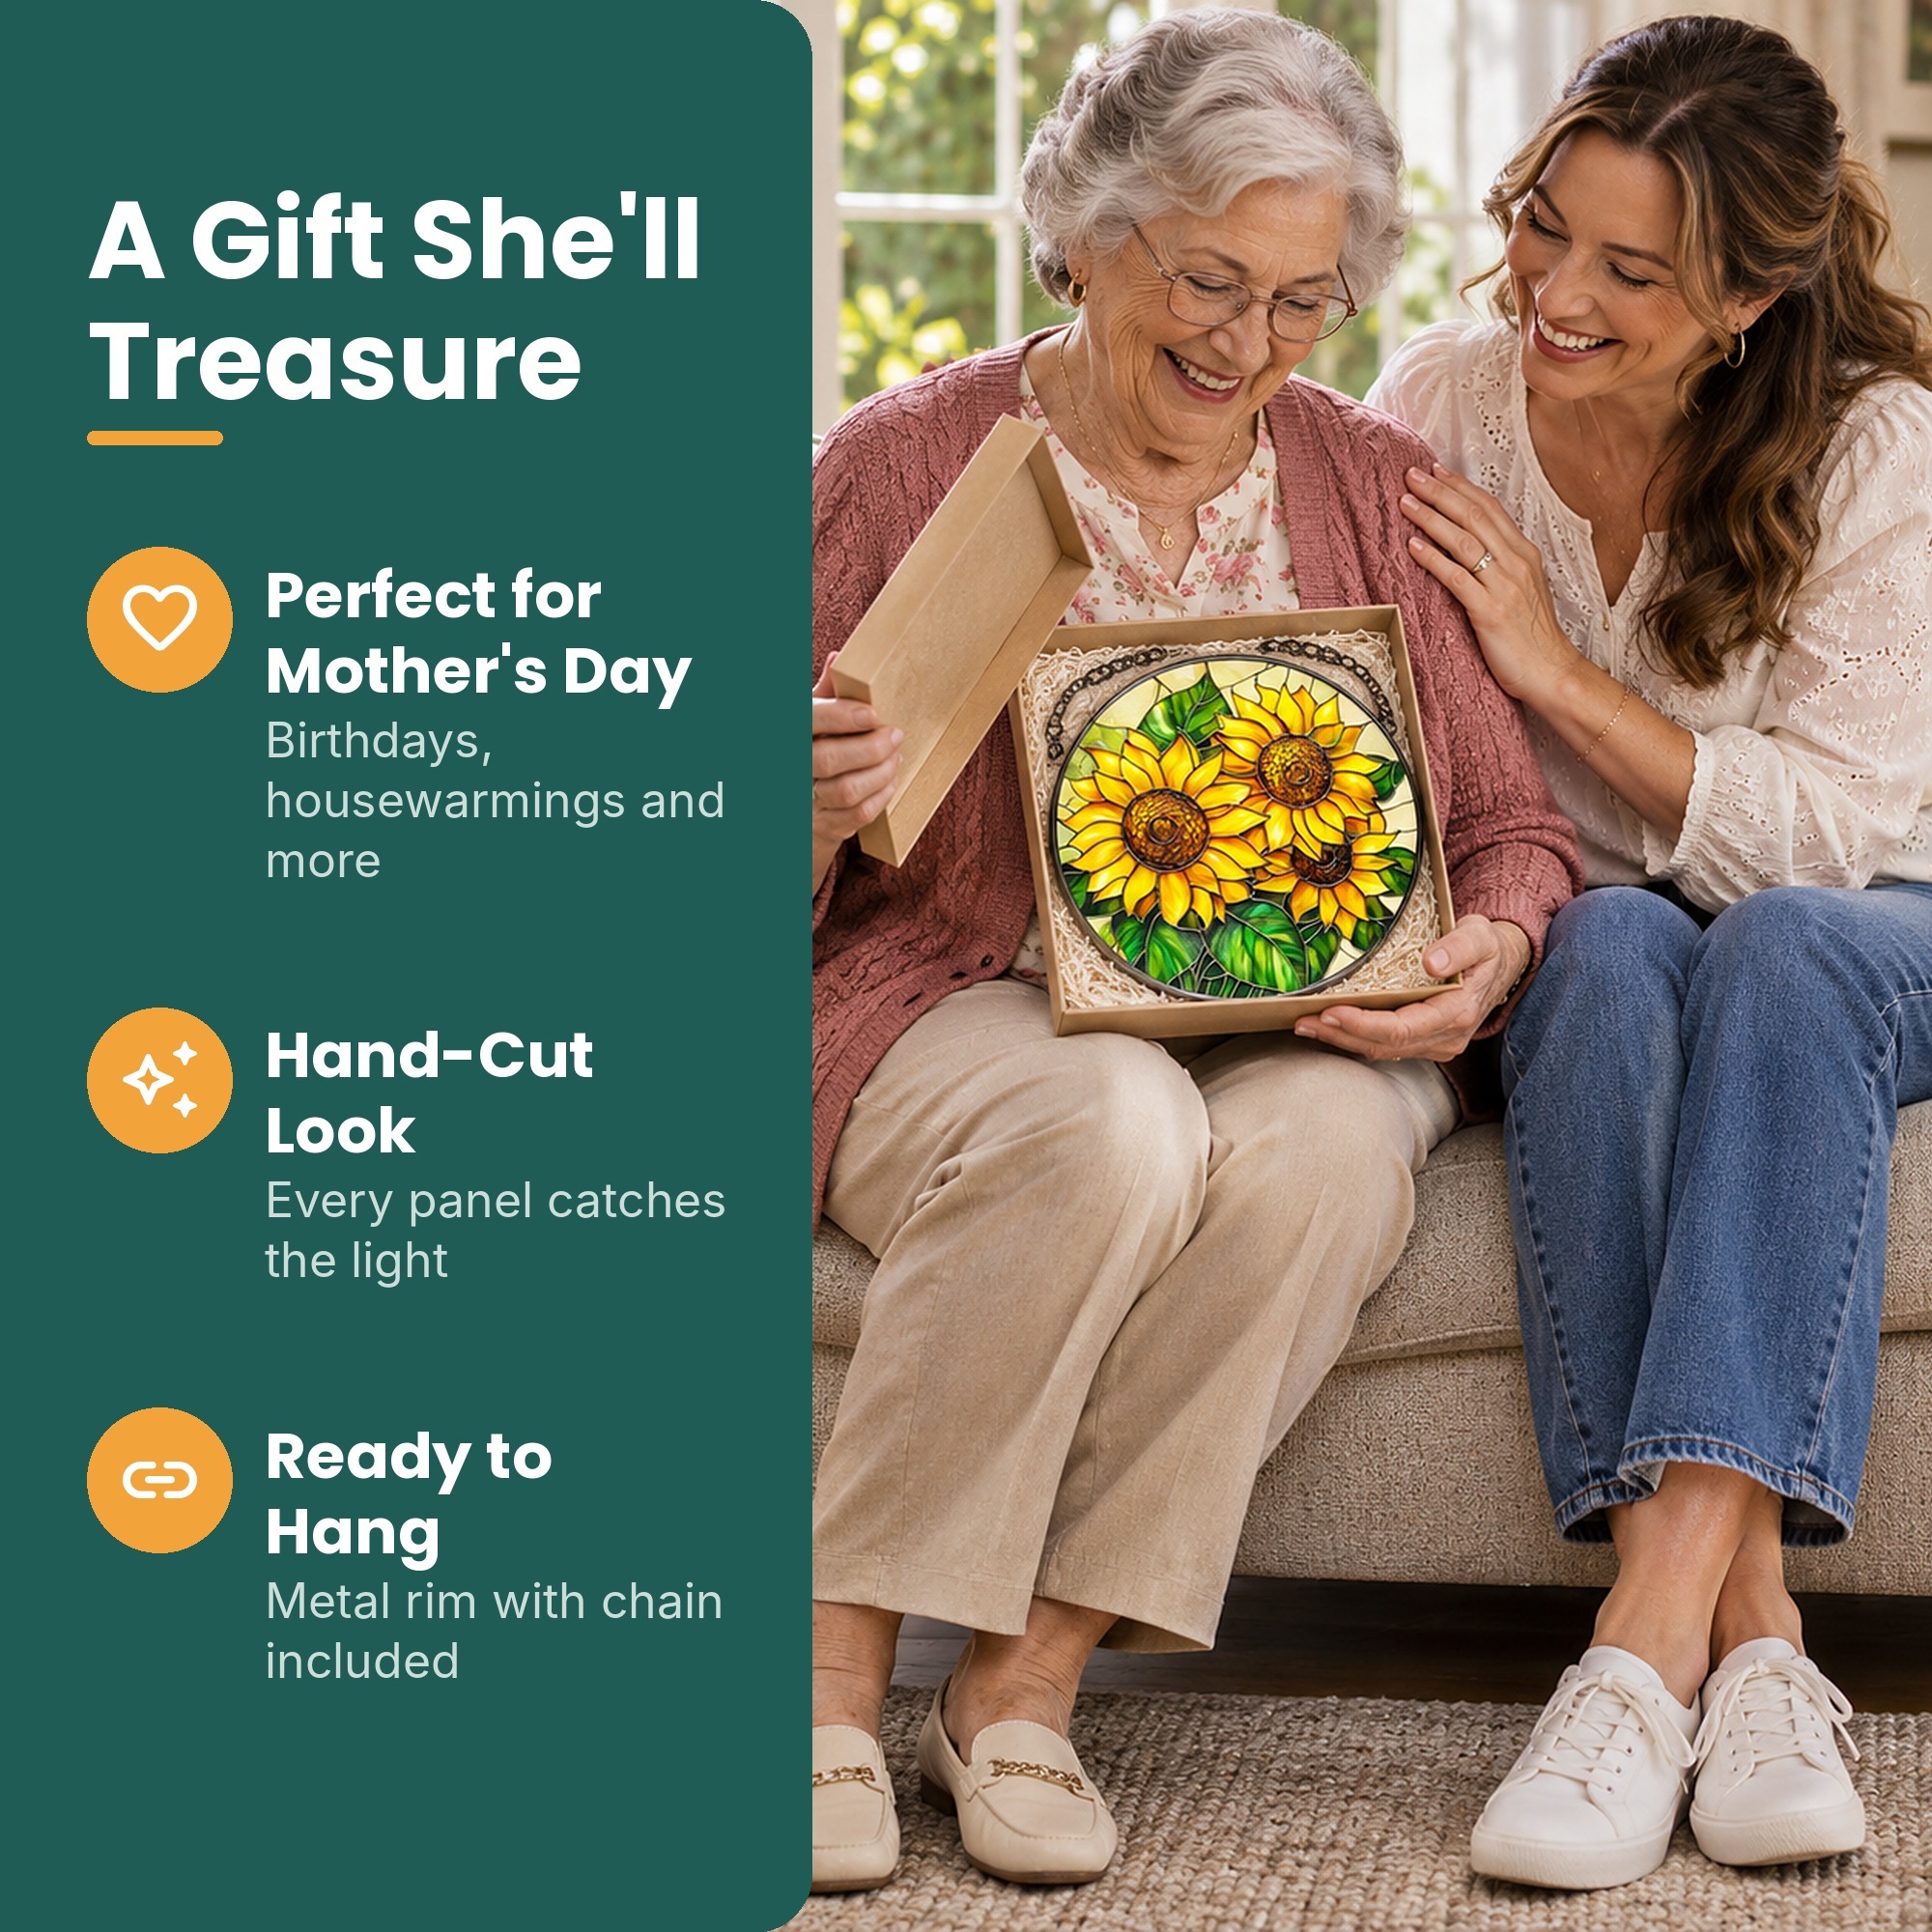 A Gift She'll
Treasure
Perfect for
Mother's Day
Birthdays,
housewarmings and
more
Hand-Cut
Look
Every panel catches
the light
Ready to
Hang
Metal rim with chain
included